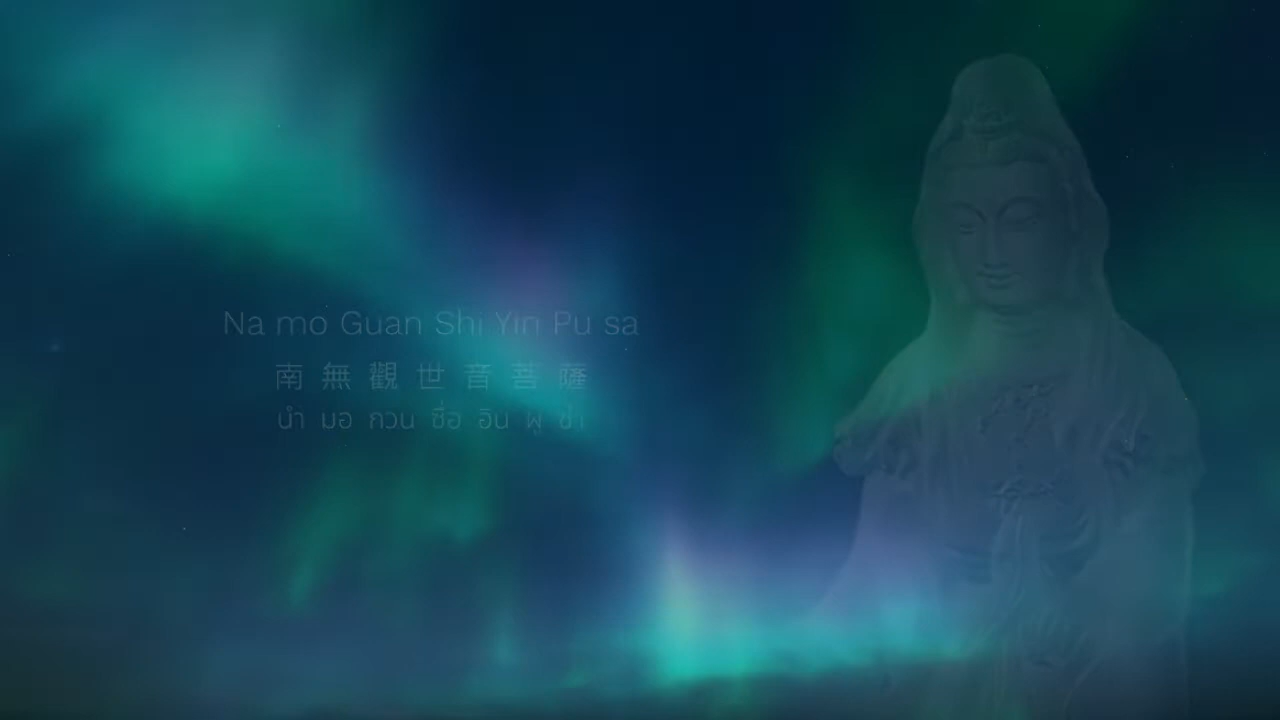 Na mo Guan Shi Yin Pu sa
南 無 觀 世 音 菩 薩
นำ มอ กวน ซื่อ อิน ผู่ ซ่า